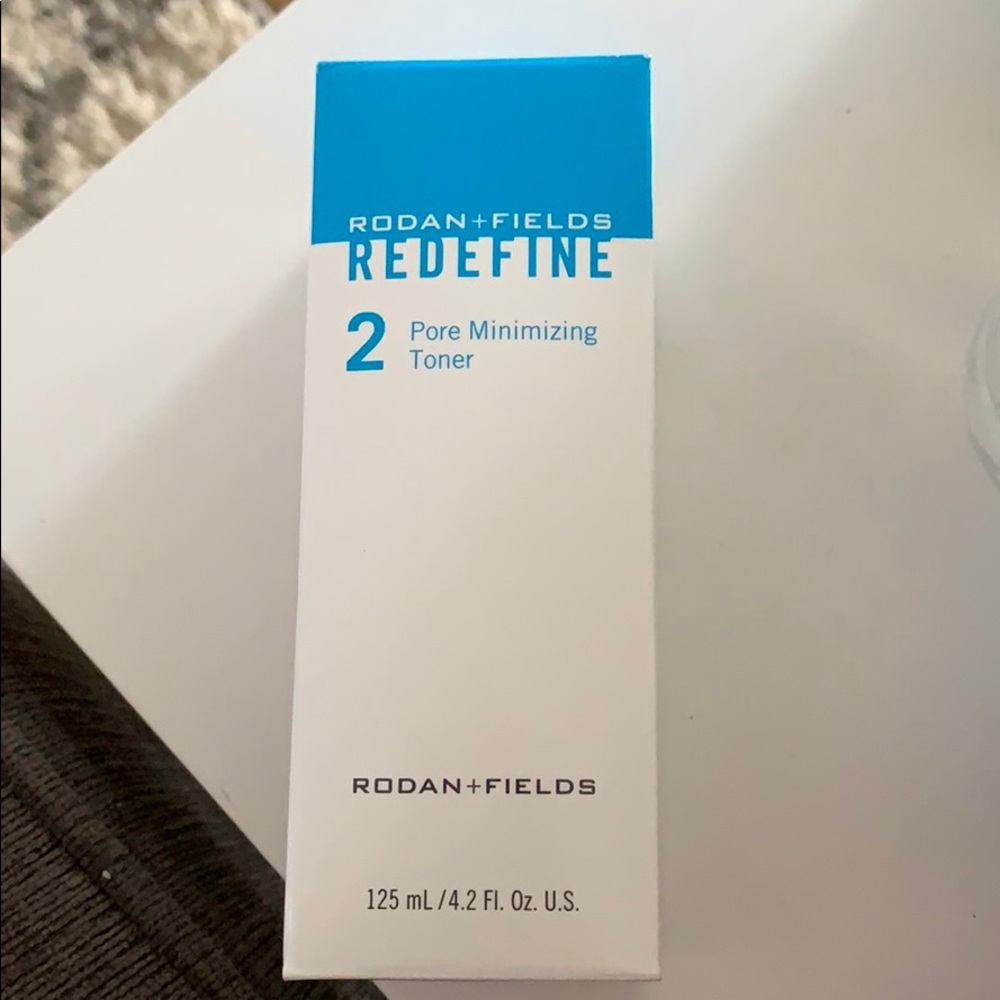 RODAN+FIELDS
REDEFINE
2 Pore Minimizing
Toner
RODAN+FIELDS
125 mL/4.2 Fl. Oz. U.S.